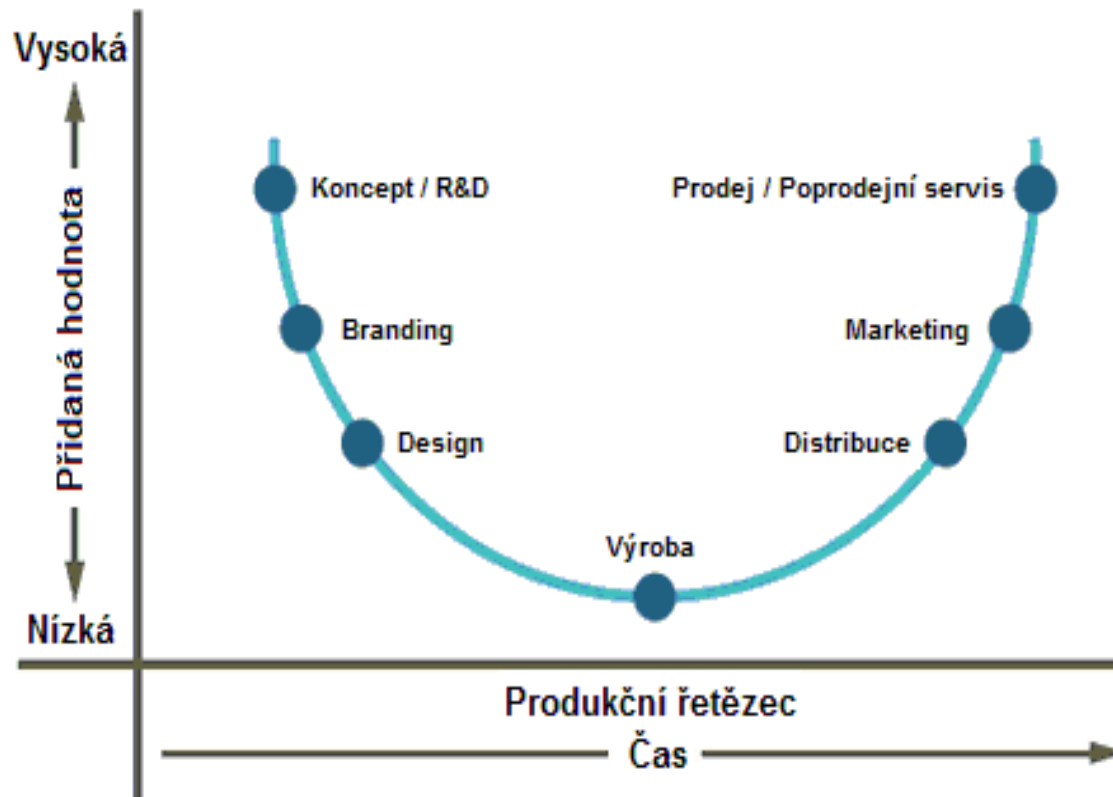 Vysoká
Přidaná hodnota
Nízká
Koncept / R&D
Prodej / Poprodejní servis
Branding
Marketing
Design
Distribuce
Výroba
Produkční řetězec
Čas